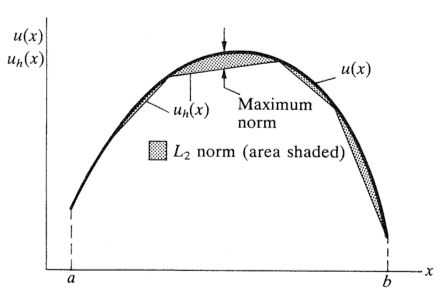 u(x)
u_h(x)
u(x)
u_h(x)
Maximum
norm
L_2 norm (area shaded)
a
b
x